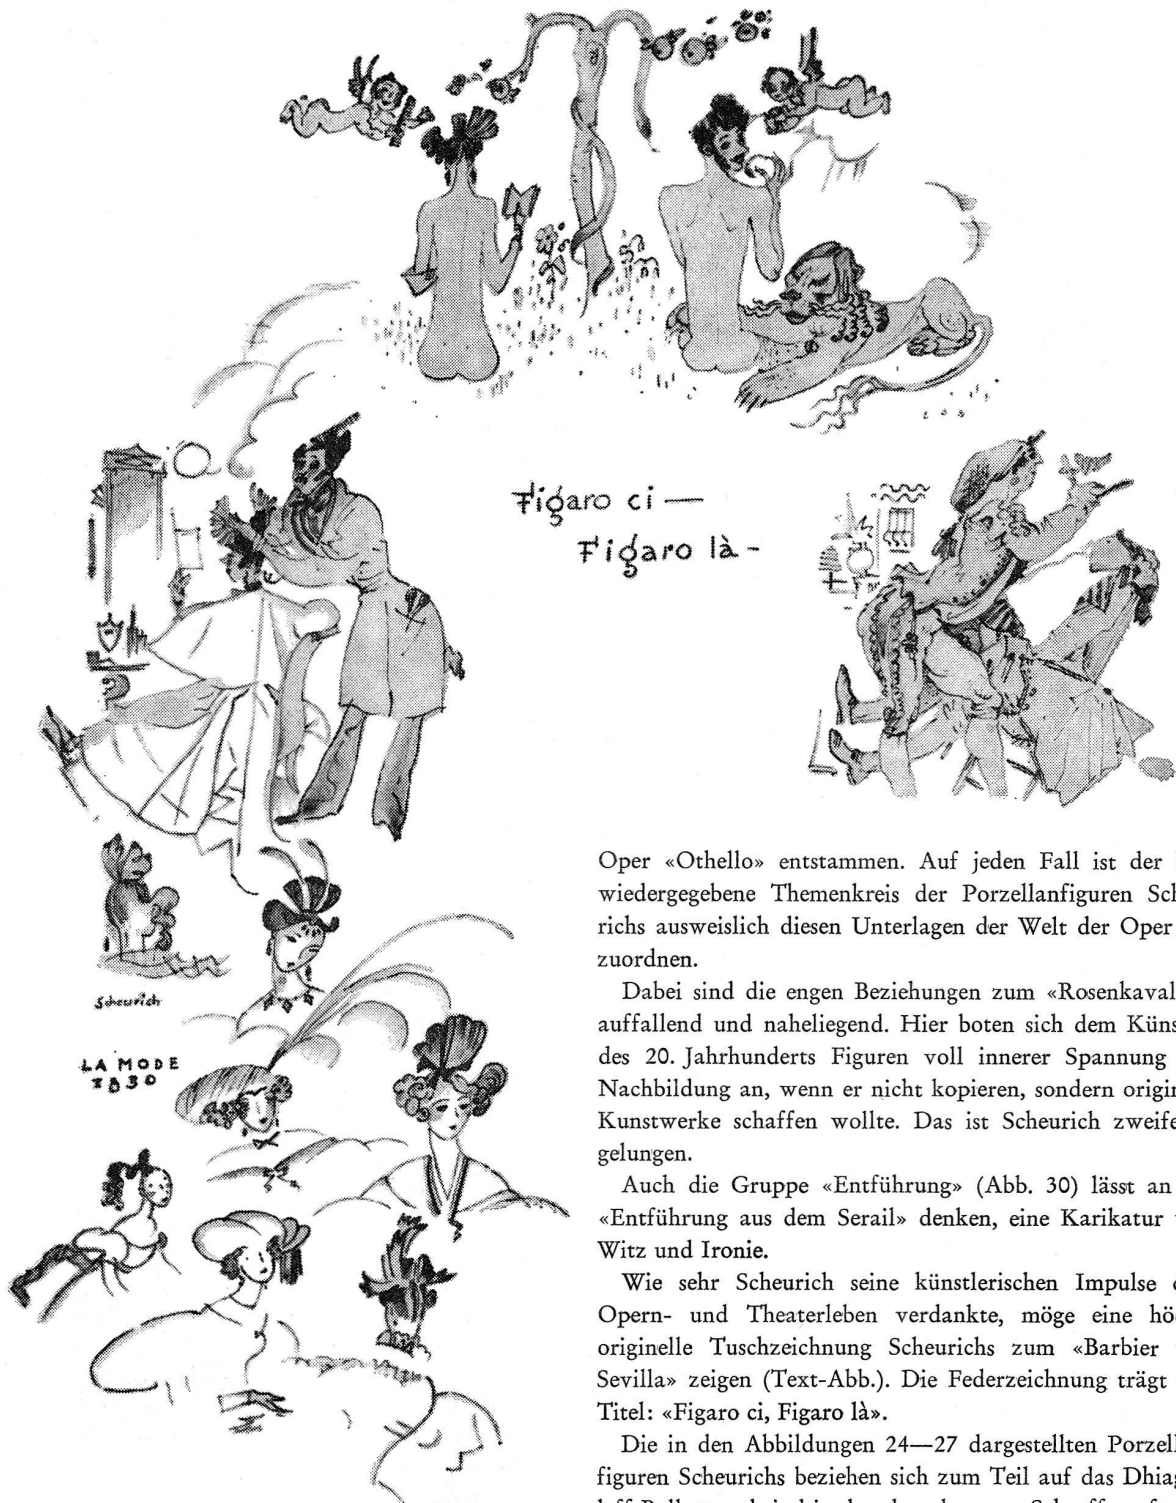 Figaro ci —
Figaro là -
Scheurich
LA MODE
1830
Oper «Othello» entstammen. Auf jeden Fall ist der
wiedergegebene Themenkreis der Porzellanfiguren Sch
richs ausweislich diesen Unterlagen der Welt der Oper
zuordnen.
Dabei sind die engen Beziehungen zum «Rosenkaval
auffallend und naheliegend. Hier boten sich dem Küns
des 20. Jahrhunderts Figuren voll innerer Spannung
Nachbildung an, wenn er nicht kopieren, sondern origin
Kunstwerke schaffen wollte. Das ist Scheurich zweife
gelungen.
Auch die Gruppe «Entführung» (Abb. 30) lässt an
«Entführung aus dem Serail» denken, eine Karikatur
Witz und Ironie.
Wie sehr Scheurich seine künstlerischen Impulse
Opern- und Theaterleben verdankte, möge eine hö
originelle Tuschzeichnung Scheurichs zum «Barbier
Sevilla» zeigen (Text-Abb.). Die Federzeichnung trägt
Titel: «Figaro ci, Figaro là».
Die in den Abbildungen 24—27 dargestellten Porzell
figuren Scheurichs beziehen sich zum Teil auf das Dhiag